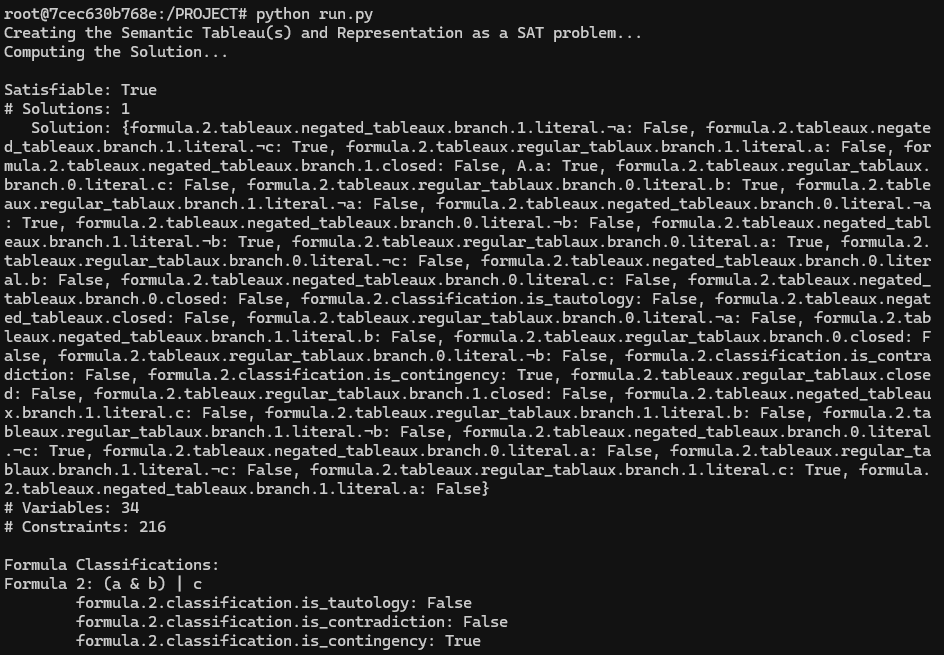 root@7cec630b768e:/PROJECT# python run.py
Creating the Semantic Tableau(s) and Representation as a SAT problem...
Computing the Solution...

Satisfiable: True
# Solutions: 1
   Solution: {formula.2.tableaux.negated_tableaux.branch.1.literal.¬a: False, formula.2.tableaux.negate
d_tableaux.branch.1.literal.¬c: True, formula.2.tableaux.regular_tablaux.branch.1.literal.a: False, for
mula.2.tableaux.negated_tableaux.branch.1.closed: False, A.a: True, formula.2.tableaux.regular_tablaux.
branch.0.literal.c: False, formula.2.tableaux.regular_tablaux.branch.0.literal.b: True, formula.2.table
aux.regular_tablaux.branch.1.literal.¬a: False, formula.2.tableaux.negated_tableaux.branch.0.literal.¬a
: True, formula.2.tableaux.negated_tableaux.branch.0.literal.¬b: False, formula.2.tableaux.negated_tabl
eaux.branch.1.literal.¬b: True, formula.2.tableaux.regular_tablaux.branch.0.literal.a: True, formula.2.
tableaux.regular_tablaux.branch.0.literal.¬c: False, formula.2.tableaux.negated_tableaux.branch.0.liter
al.b: False, formula.2.tableaux.negated_tableaux.branch.0.literal.c: False, formula.2.tableaux.negated_
tableaux.branch.0.closed: False, formula.2.classification.is_tautology: False, formula.2.tableaux.negat
ed_tableaux.closed: False, formula.2.tableaux.regular_tablaux.branch.0.literal.¬a: False, formula.2.tab
leaux.negated_tableaux.branch.1.literal.b: False, formula.2.tableaux.regular_tablaux.branch.0.closed: F
alse, formula.2.tableaux.regular_tablaux.branch.0.literal.¬b: False, formula.2.classification.is_contra
diction: False, formula.2.classification.is_contingency: True, formula.2.tableaux.regular_tablaux.close
d: False, formula.2.tableaux.regular_tablaux.branch.1.closed: False, formula.2.tableaux.negated_tableau
x.branch.1.literal.c: False, formula.2.tableaux.regular_tablaux.branch.1.literal.b: False, formula.2.ta
bleaux.regular_tablaux.branch.1.literal.¬b: False, formula.2.tableaux.negated_tableaux.branch.0.literal
.¬c: True, formula.2.tableaux.negated_tableaux.branch.0.literal.a: False, formula.2.tableaux.regular_ta
blaux.branch.1.literal.¬c: False, formula.2.tableaux.regular_tablaux.branch.1.literal.c: True, formula.
2.tableaux.negated_tableaux.branch.1.literal.a: False}
# Variables: 34
# Constraints: 216

Formula Classifications:
Formula 2: (a & b) | c
        formula.2.classification.is_tautology: False
        formula.2.classification.is_contradiction: False
        formula.2.classification.is_contingency: True